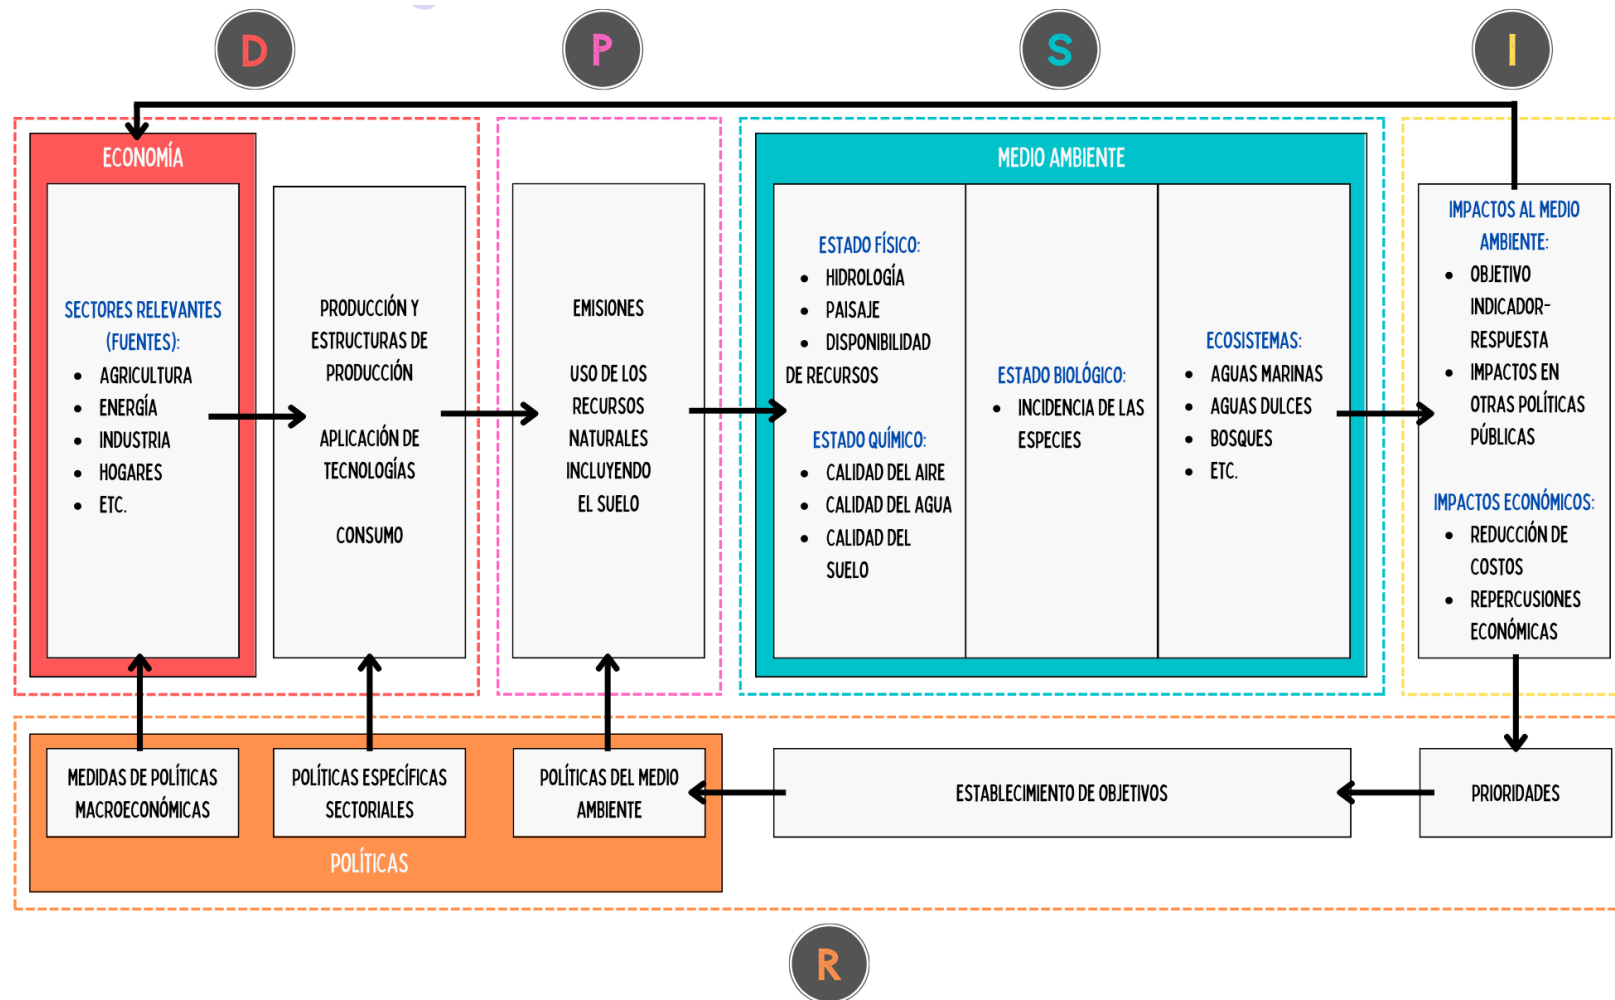 D
P
S
I
ECONOMÍA
SECTORES RELEVANTES
(FUENTES):
• AGRICULTURA
• ENERGÍA
• INDUSTRIA
• HOGARES
• ETC.
PRODUCCIÓN Y
ESTRUCTURAS DE
PRODUCCIÓN
APLICACIÓN DE
TECNOLOGÍAS
CONSUMO
EMISIONES
USO DE LOS
RECURSOS
NATURALES
INCLUYENDO
EL SUELO
MEDIO AMBIENTE
ESTADO FÍSICO:
• HIDROLOGÍA
• PAISAJE
• DISPONIBILIDAD
DE RECURSOS
ESTADO QUÍMICO:
• CALIDAD DEL AIRE
• CALIDAD DEL AGUA
• CALIDAD DEL
SUELO
ESTADO BIOLÓGICO:
• INCIDENCIA DE LAS
ESPECIES
ECOSISTEMAS:
• AGUAS MARINAS
• AGUAS DULCES
• BOSQUES
• ETC.
IMPACTOS AL MEDIO
AMBIENTE:
• OBJETIVO
INDICADOR-
RESPUESTA
• IMPACTOS EN
OTRAS POLÍTICAS
PÚBLICAS
IMPACTOS ECONÓMICOS:
• REDUCCIÓN DE
COSTOS
• REPERCUSIONES
ECONÓMICAS
MEDIDAS DE POLÍTICAS
MACROECONÓMICAS
POLÍTICAS ESPECÍFICAS
SECTORIALES
POLÍTICAS DEL MEDIO
AMBIENTE
ESTABLECIMIENTO DE OBJETIVOS
PRIORIDADES
POLÍTICAS
R